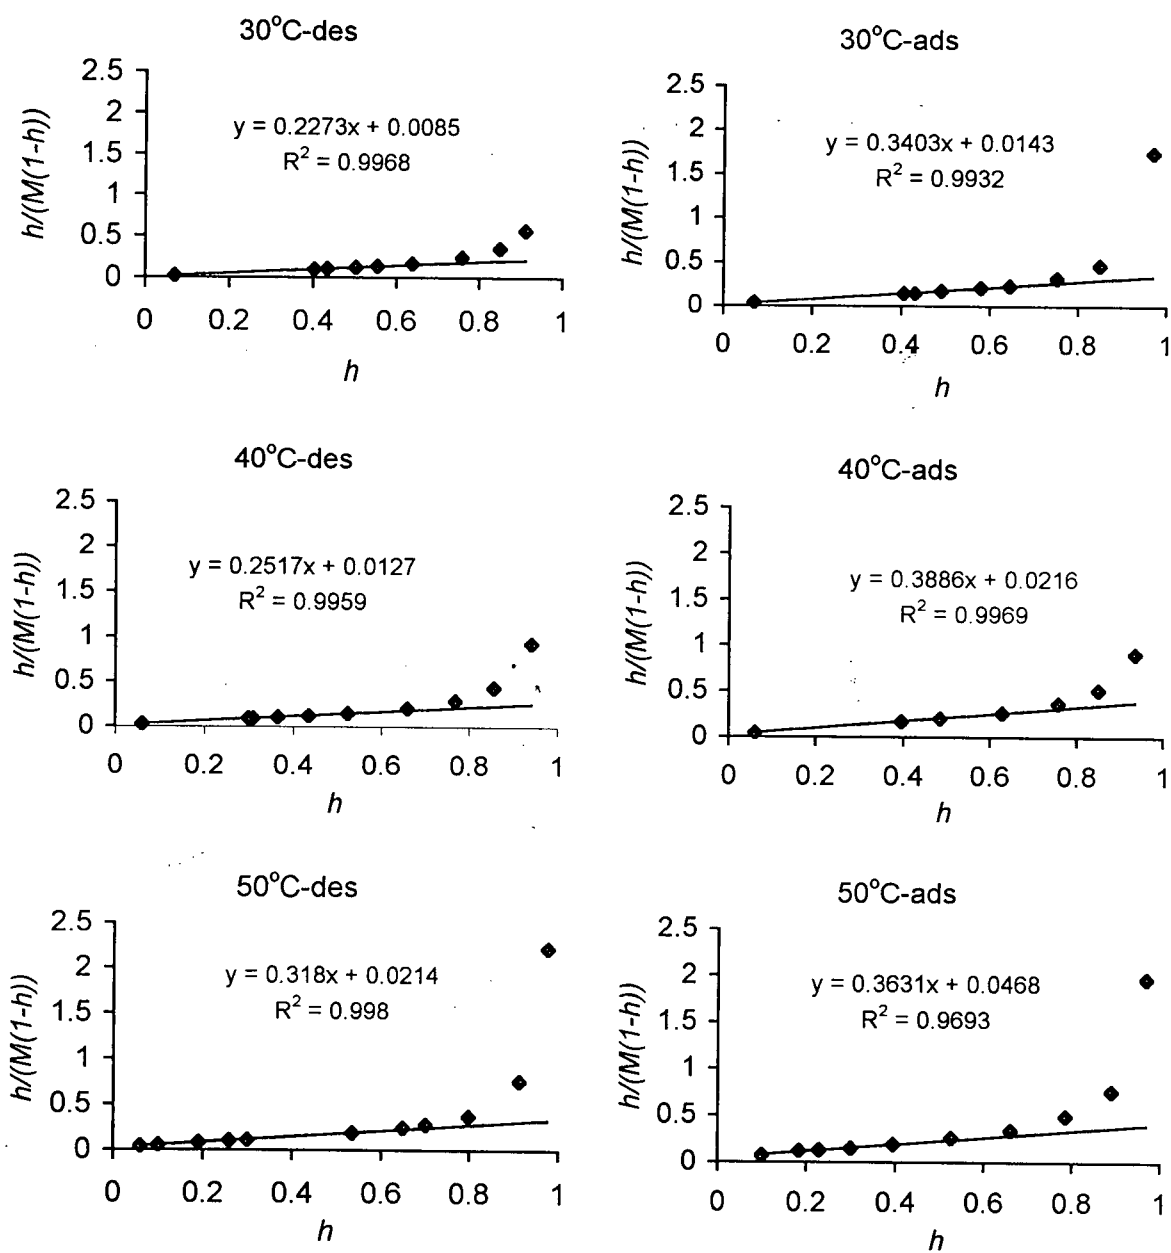 30°C-des
2.5
2
1.5
1
0.5
0
h/(M(1-h))
y = 0.2273x + 0.0085
R² = 0.9968
0 0.2 0.4 0.6 0.8 1
h
30°C-ads
2.5
2
1.5
1
0.5
0
h/(M(1-h))
y = 0.3403x + 0.0143
R² = 0.9932
0 0.2 0.4 0.6 0.8 1
h
40°C-des
2.5
2
1.5
1
0.5
0
h/(M(1-h))
y = 0.2517x + 0.0127
R² = 0.9959
0 0.2 0.4 0.6 0.8 1
h
40°C-ads
2.5
2
1.5
1
0.5
0
h/(M(1-h))
y = 0.3886x + 0.0216
R² = 0.9969
0 0.2 0.4 0.6 0.8 1
h
50°C-des
2.5
2
1.5
1
0.5
0
h/(M(1-h))
y = 0.318x + 0.0214
R² = 0.998
0 0.2 0.4 0.6 0.8 1
h
50°C-ads
2.5
2
1.5
1
0.5
0
h/(M(1-h))
y = 0.3631x + 0.0468
R² = 0.9693
0 0.2 0.4 0.6 0.8 1
h